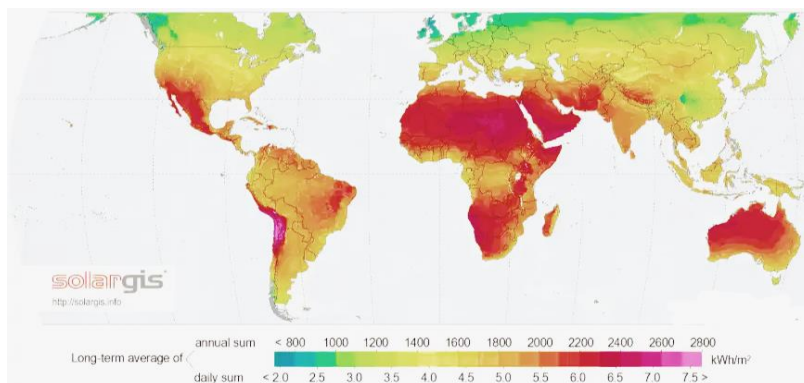 solargis
http://solargis.info
annual sum < 800 1000 1200 1400 1600 1800 2000 2200 2400 2600 2800
Long-term average of kWh/m²
daily sum < 2.0 2.5 3.0 3.5 4.0 4.5 5.0 5.5 6.0 6.5 7.0 7.5 >